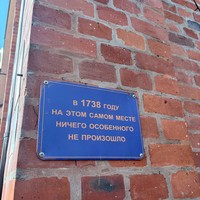 В 1738 ГОДУ
НА ЭТОМ САМОМ МЕСТЕ
НИЧЕГО ОСОБЕННОГО
НЕ ПРОИЗОШЛО